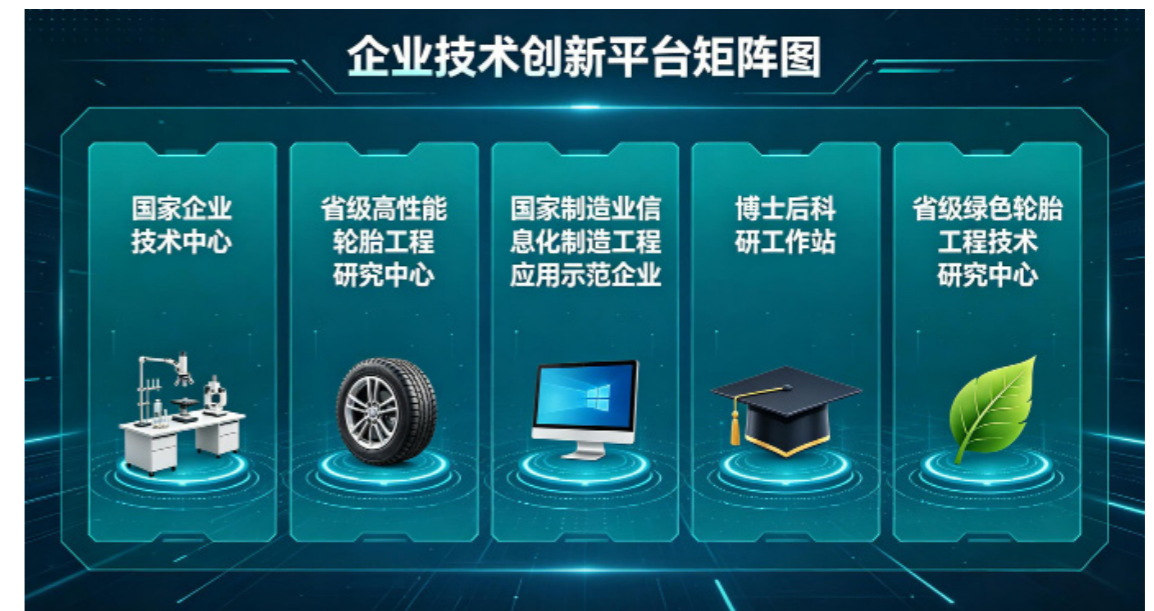 企业技术创新平台矩阵图
国家企业
技术中心
省级高性能
轮胎工程
研究中心
国家制造业信
息化制造工程
应用示范企业
博士后科
研工作站
省级绿色轮胎
工程技术
研究中心